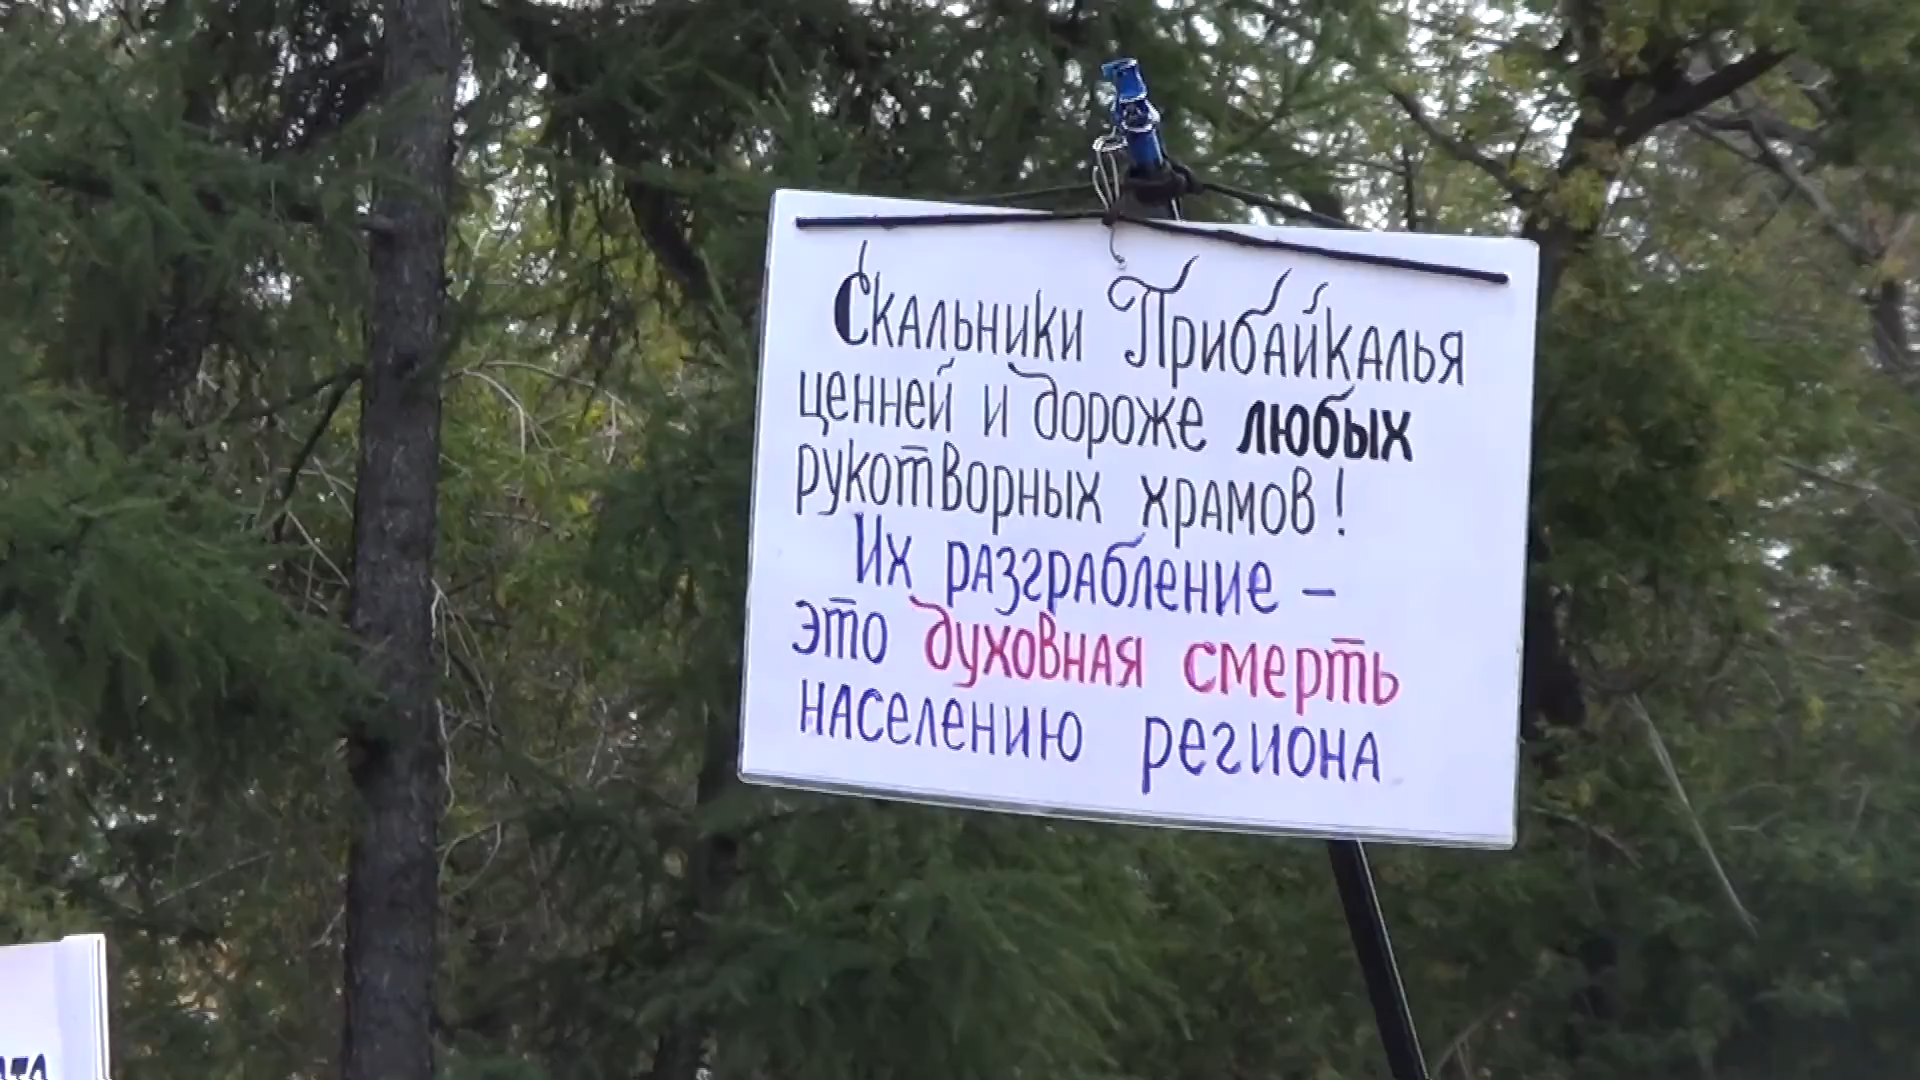 Скальники Прибайкалья
ценней и дороже любых
рукотворных храмов!
Их разграбление –
это духовная смерть
населению региона